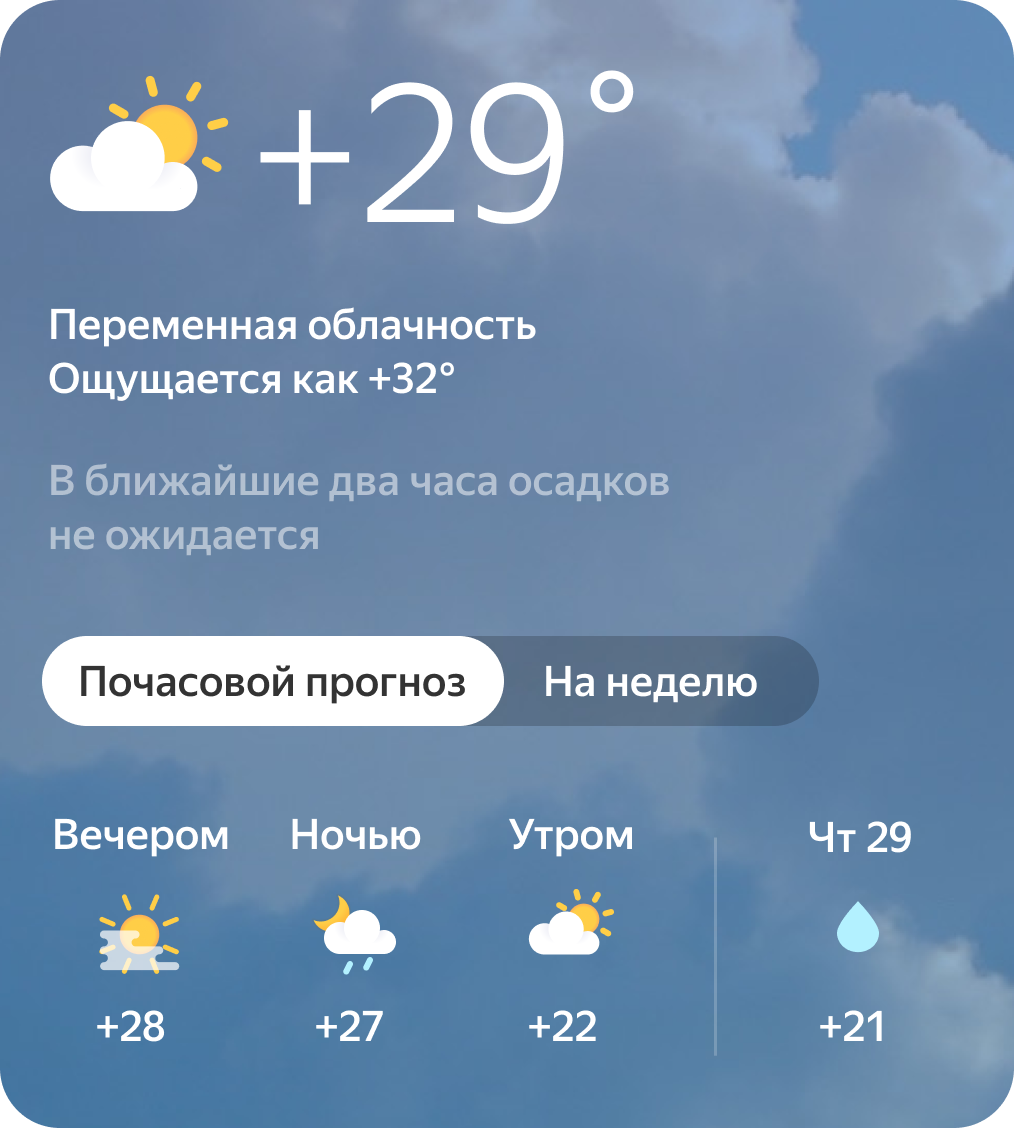 +29°
Переменная облачность
Ощущается как +32°
В ближайшие два часа осадков
не ожидается
Почасовой прогноз На неделю
Вечером Ночью Утром Чт 29
+28 +27 +22 +21